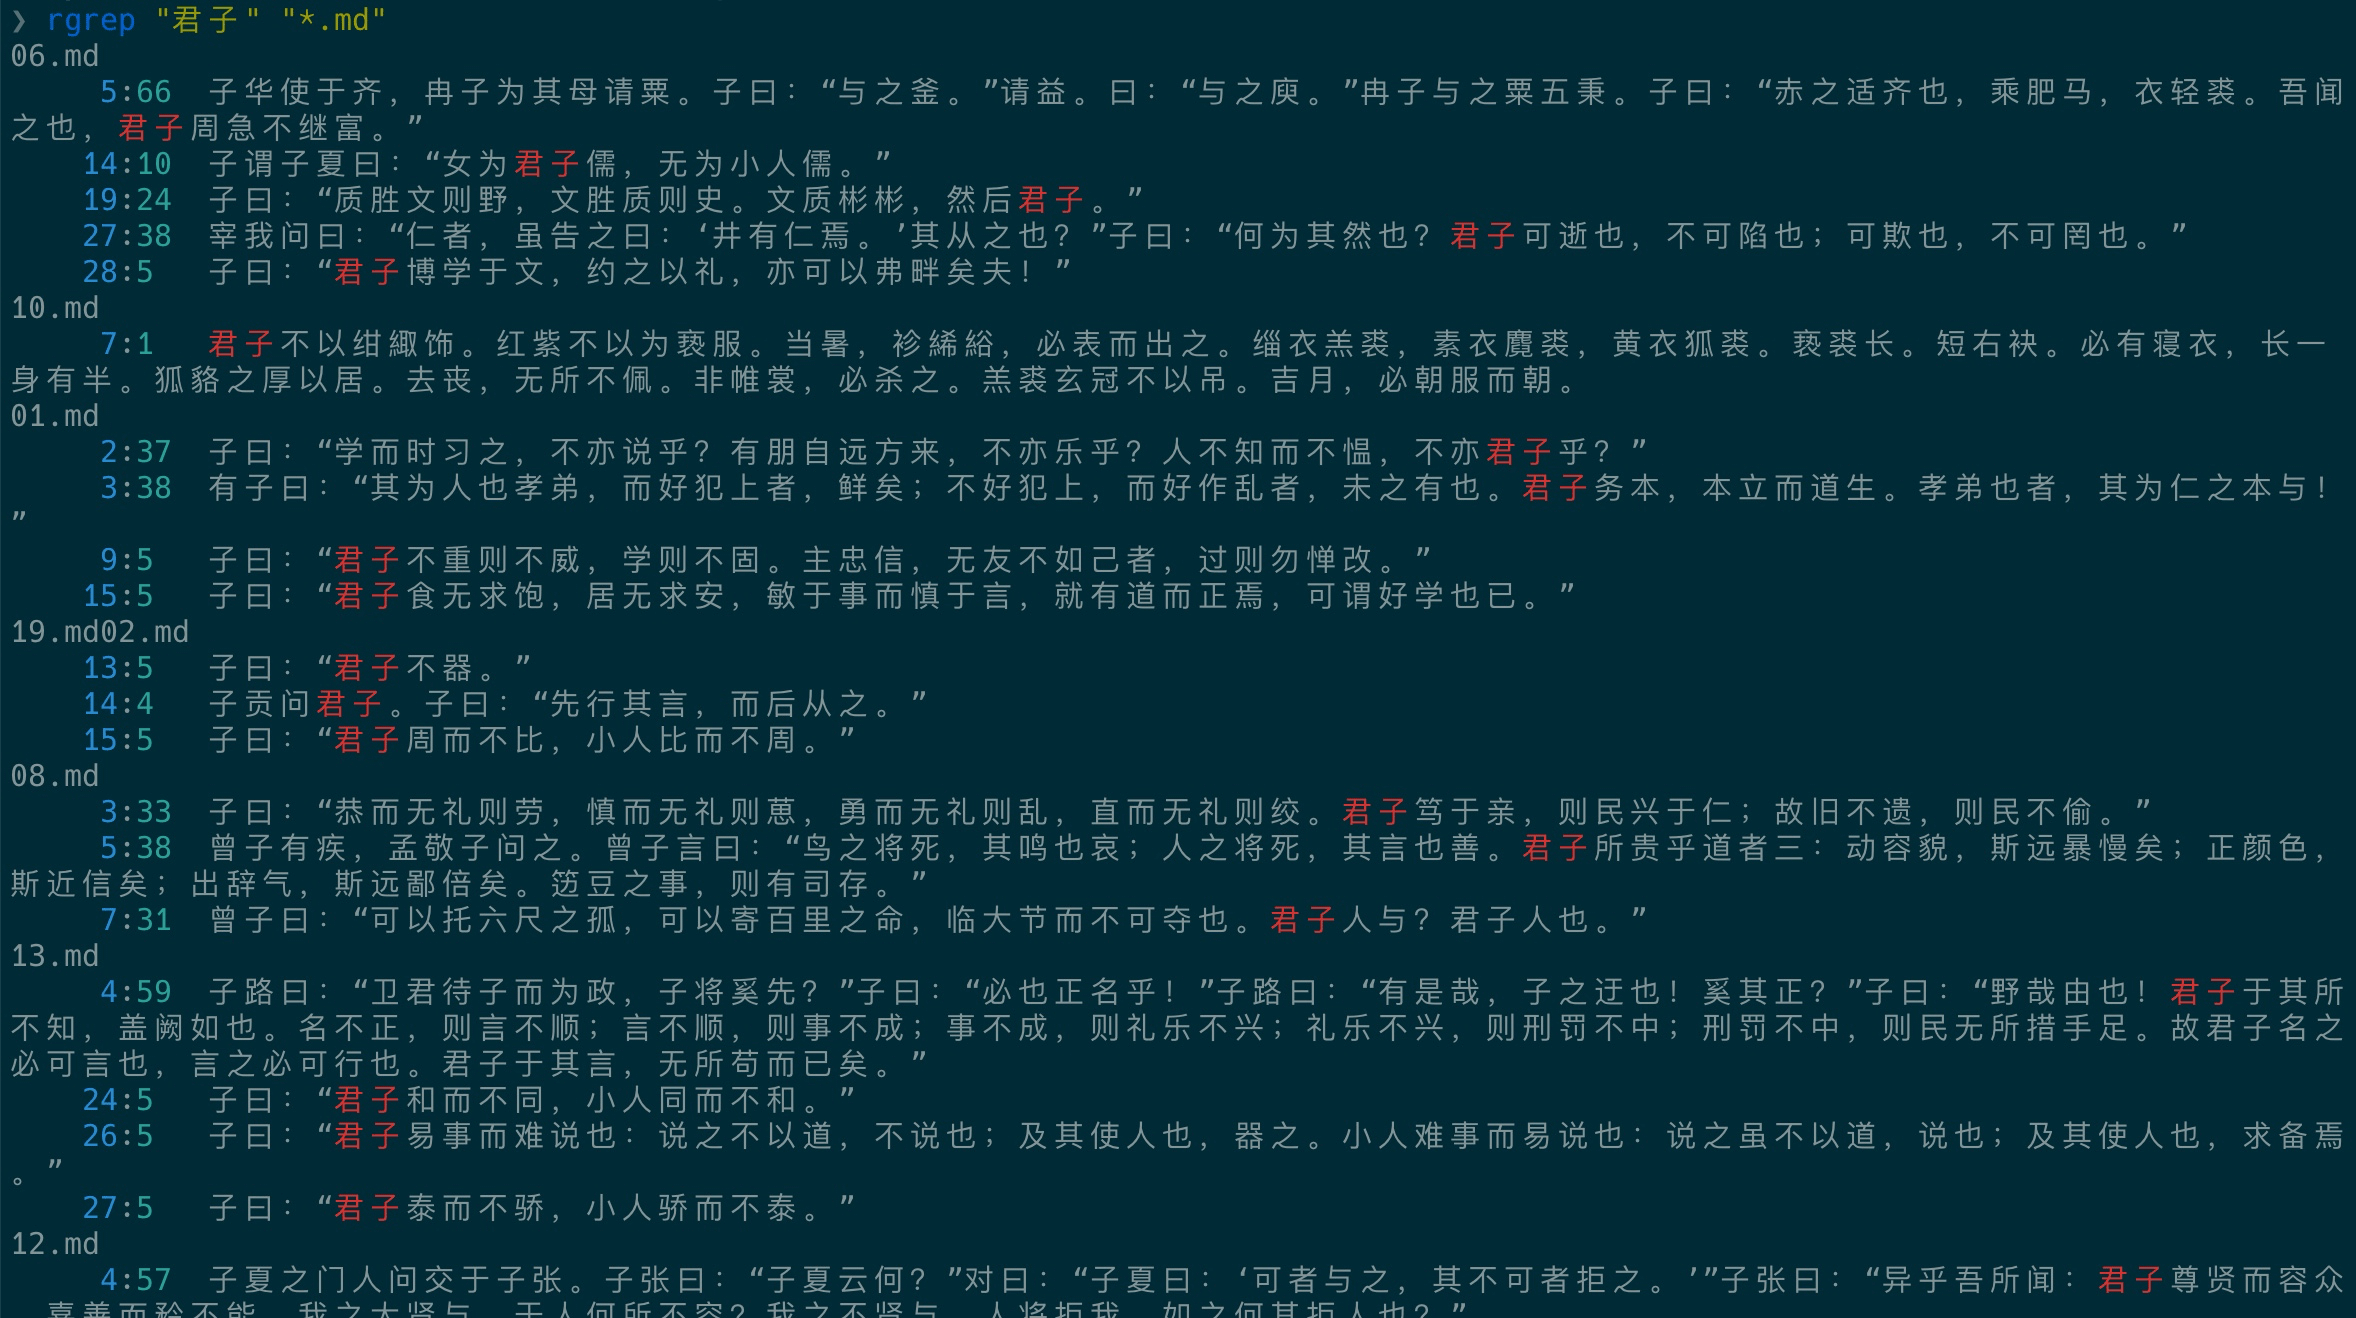 ❯ rgrep "君子" "*.md"
06.md
5:66 子华使于齐，冉子为其母请粟。子曰：“与之釜。”请益。曰：“与之庾。”冉子与之粟五秉。子曰：“赤之适齐也，乘肥马，衣轻裘。吾闻
之也，君子周急不继富。”
14:10 子谓子夏曰：“女为君子儒，无为小人儒。”
19:24 子曰：“质胜文则野，文胜质则史。文质彬彬，然后君子。”
27:38 宰我问曰：“仁者，虽告之曰：‘井有仁焉。’其从之也？”子曰：“何为其然也？君子可逝也，不可陷也；可欺也，不可罔也。”
28:5 子曰：“君子博学于文，约之以礼，亦可以弗畔矣夫！”
10.md
7:1 君子不以绀緅饰。红紫不以为亵服。当暑，袗絺绤，必表而出之。缁衣羔裘，素衣麑裘，黄衣狐裘。亵裘长。短右袂。必有寝衣，长一
身有半。狐貉之厚以居。去丧，无所不佩。非帷裳，必杀之。羔裘玄冠不以吊。吉月，必朝服而朝。
01.md
2:37 子曰：“学而时习之，不亦说乎？有朋自远方来，不亦乐乎？人不知而不愠，不亦君子乎？”
3:38 有子曰：“其为人也孝弟，而好犯上者，鲜矣；不好犯上，而好作乱者，未之有也。君子务本，本立而道生。孝弟也者，其为仁之本与！
”
9:5 子曰：“君子不重则不威，学则不固。主忠信，无友不如己者，过则勿惮改。”
15:5 子曰：“君子食无求饱，居无求安，敏于事而慎于言，就有道而正焉，可谓好学也已。”
19.md02.md
13:5 子曰：“君子不器。”
14:4 子贡问君子。子曰：“先行其言，而后从之。”
15:5 子曰：“君子周而不比，小人比而不周。”
08.md
3:33 子曰：“恭而无礼则劳，慎而无礼则葸，勇而无礼则乱，直而无礼则绞。君子笃于亲，则民兴于仁；故旧不遗，则民不偷。”
5:38 曾子有疾，孟敬子问之。曾子言曰：“鸟之将死，其鸣也哀；人之将死，其言也善。君子所贵乎道者三：动容貌，斯远暴慢矣；正颜色，
斯近信矣；出辞气，斯远鄙倍矣。笾豆之事，则有司存。”
7:31 曾子曰：“可以托六尺之孤，可以寄百里之命，临大节而不可夺也。君子人与？君子人也。”
13.md
4:59 子路曰：“卫君待子而为政，子将奚先？”子曰：“必也正名乎！”子路曰：“有是哉，子之迂也！奚其正？”子曰：“野哉由也！君子于其所
不知，盖阙如也。名不正，则言不顺；言不顺，则事不成；事不成，则礼乐不兴；礼乐不兴，则刑罚不中；刑罚不中，则民无所措手足。故君子名之
必可言也，言之必可行也。君子于其言，无所苟而已矣。”
24:5 子曰：“君子和而不同，小人同而不和。”
26:5 子曰：“君子易事而难说也：说之不以道，不说也；及其使人也，器之。小人难事而易说也：说之虽不以道，说也；及其使人也，求备焉
。”
27:5 子曰：“君子泰而不骄，小人骄而不泰。”
12.md
4:57 子夏之门人问交于子张。子张曰：“子夏云何？”对曰：“子夏曰：‘可者与之，其不可者拒之。’”子张曰：“异乎吾所闻：君子尊贤而容众
，嘉善而矜不能。我之大贤与，于人何所不容？我之不贤与，人将拒我，如之何其拒人也？”